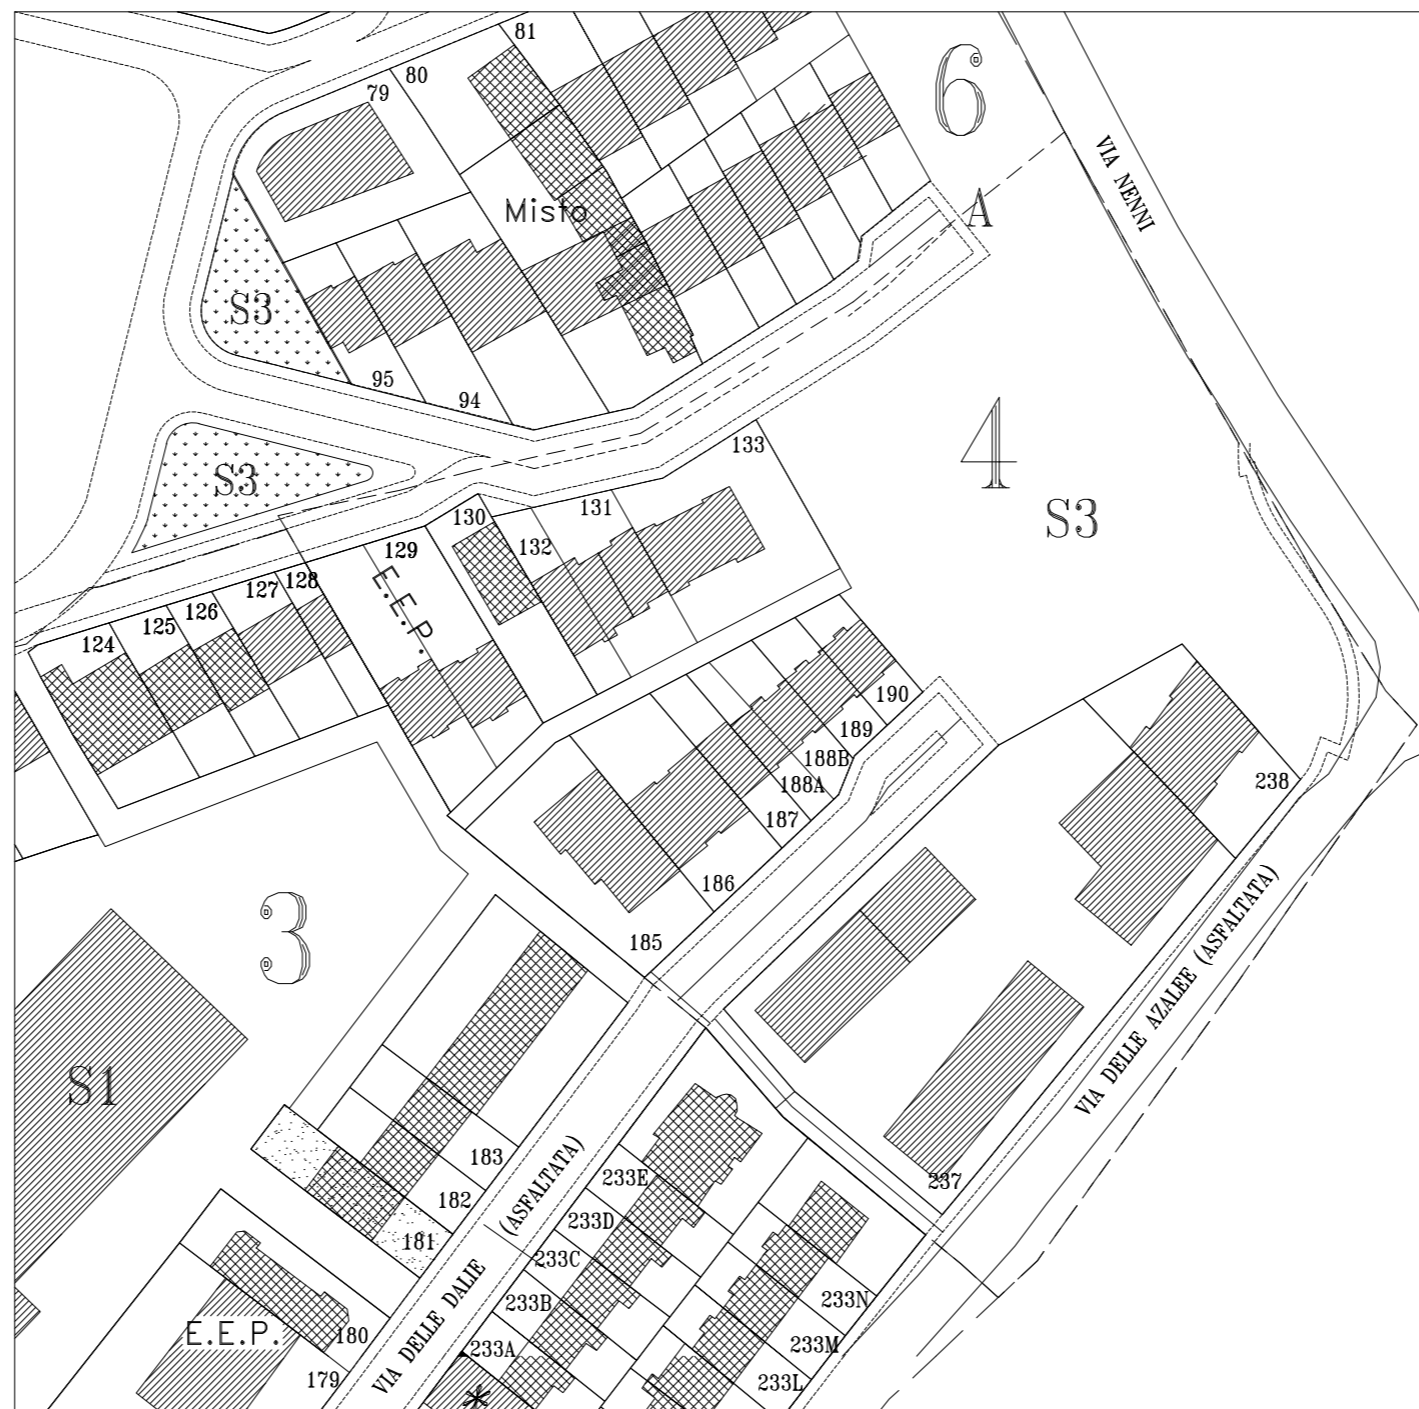 81
80
79
6
VIA NENNI
Misto
A
S3
95
94
4
S3
133
S3
130
131
129
132
E.E.P.
128
127
126
125
124
190
189
188B
188A
187
186
185
238
3
S1
VIA DELLE AZALEE (ASFALTATA)
183
182
181
VIA DELLE DALIE (ASFALTATA)
233E
233D
233C
233B
233A
237
233N
233M
233L
E.E.P.
180
179
*